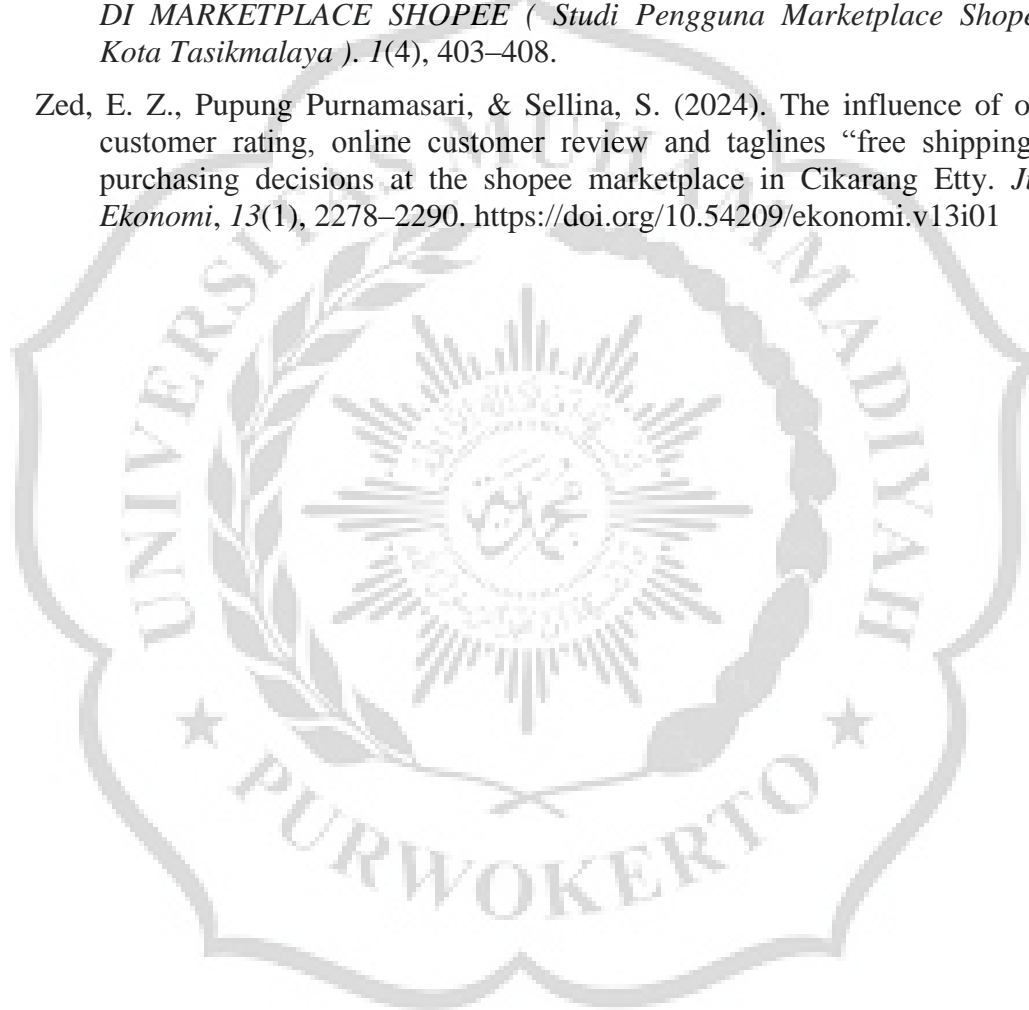 DI MARKETPLACE SHOPEE ( Studi Pengguna Marketplace Shope
Kota Tasikmalaya ). 1(4), 403–408.
Zed, E. Z., Pupung Purnamasari, & Sellina, S. (2024). The influence of o
customer rating, online customer review and taglines “free shipping
purchasing decisions at the shopee marketplace in Cikarang Etty. Ju
Ekonomi, 13(1), 2278–2290. https://doi.org/10.54209/ekonomi.v13i01
UNIVERSITAS MUHAMMADIYAH
PURWOKERTO